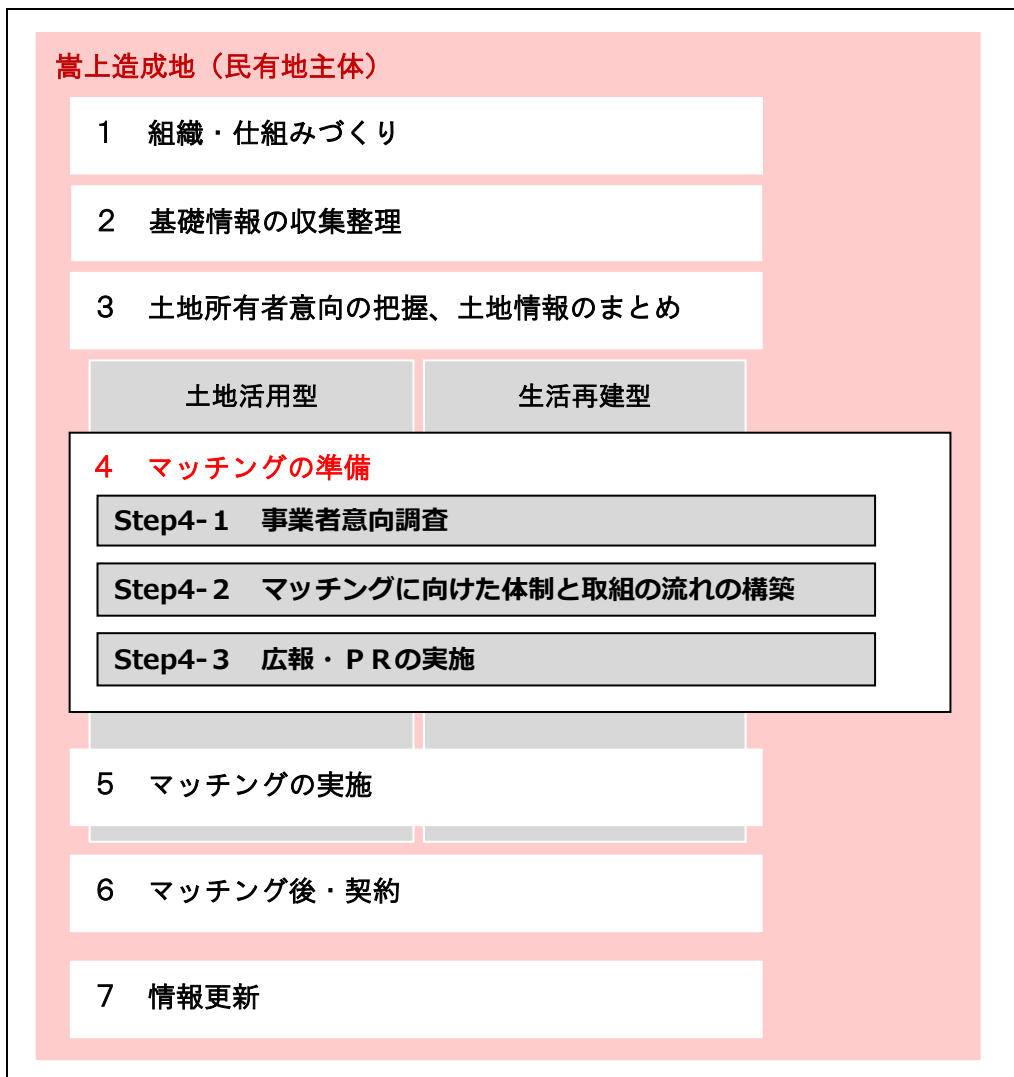 嵩上造成地（民有地主体）
１　組織・仕組みづくり
２　基礎情報の収集整理
３　土地所有者意向の把握、土地情報のまとめ
土地活用型　生活再建型
４　マッチングの準備
Step4-１　事業者意向調査
Step4-２　マッチングに向けた体制と取組の流れの構築
Step4-３　広報・ＰＲの実施
５　マッチングの実施
６　マッチング後・契約
７　情報更新